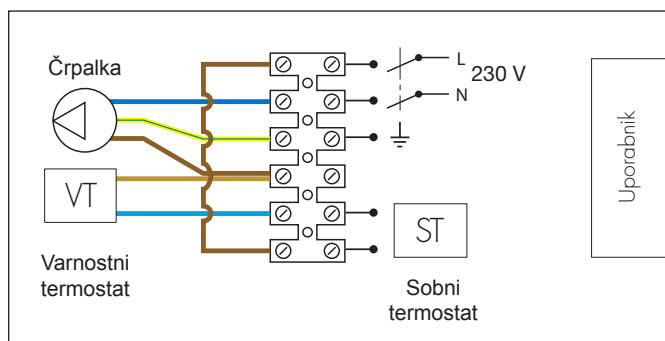 Črpalka
L
230 V
N
VT
ST
Varnostni
termostat
Sobni
termostat
Uporabnik